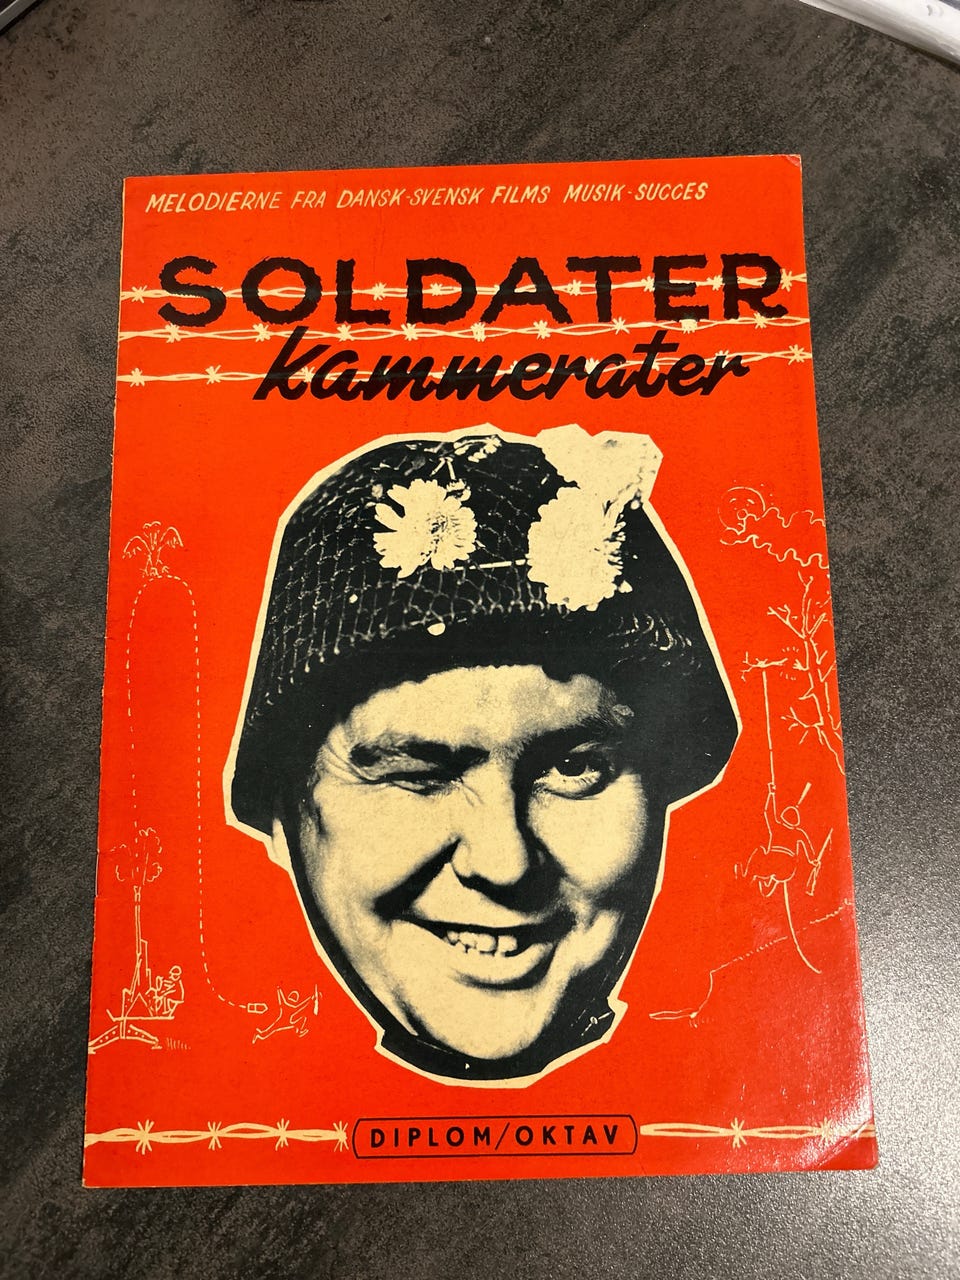 MELODIERNE FRA DANSK-SVENSK FILMS MUSIK-SUCCES
SOLDATER
kammerater
DIPLOM/OKTAV